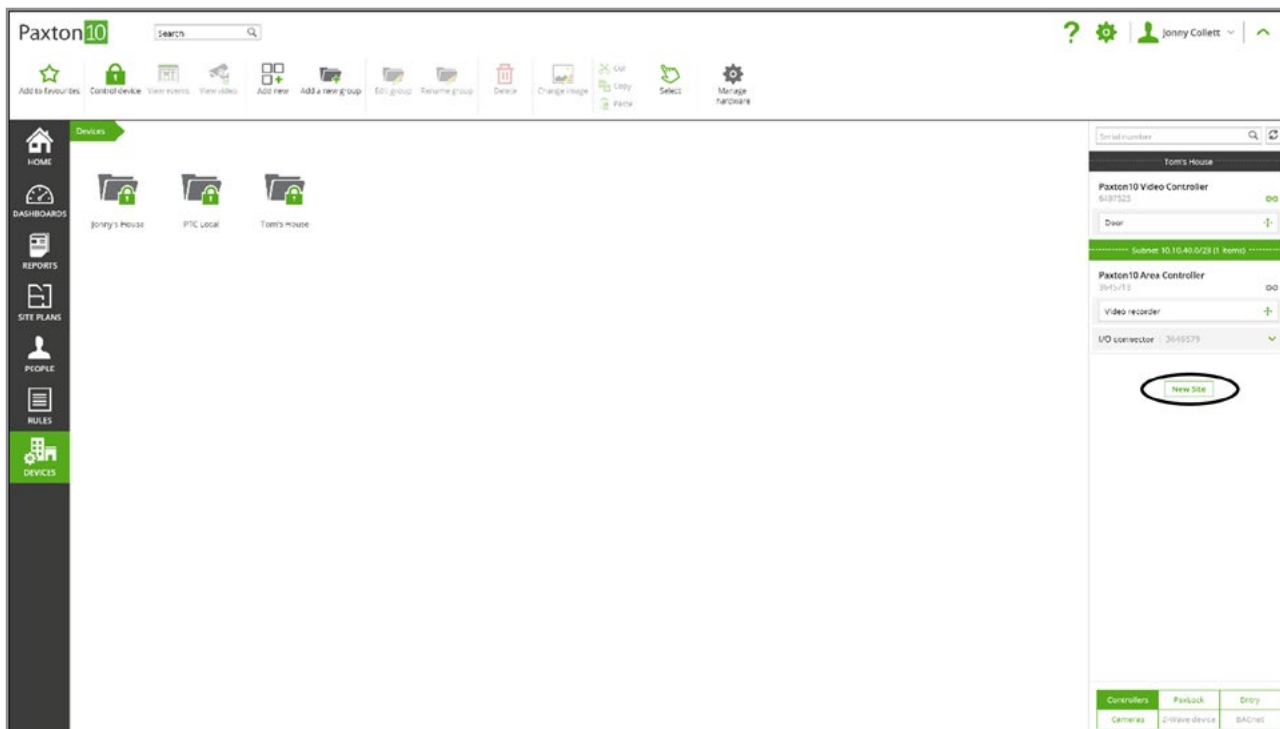 Paxton10
Search
Jonny Collett
Add to favourites
Control device
View events
View video
Add new
Add a new group
Edit group
Rename group
Delete
Change image
Cut
Copy
Paste
Select
Manage hardware
HOME
DASHBOARDS
REPORTS
SITE PLANS
PEOPLE
RULES
DEVICES
Devices
Jonny's House
PTC Local
Tom's House
Serial number
Tom's House
Paxton10 Video Controller
6497525
Door
Subnet 10.10.40.0/23 (1 items)
Paxton10 Area Controller
Video recorder
I/O connector 3649579
New Site
Controllers
PaxLock
Entry
Cameras
Z-Wave device
BACnet